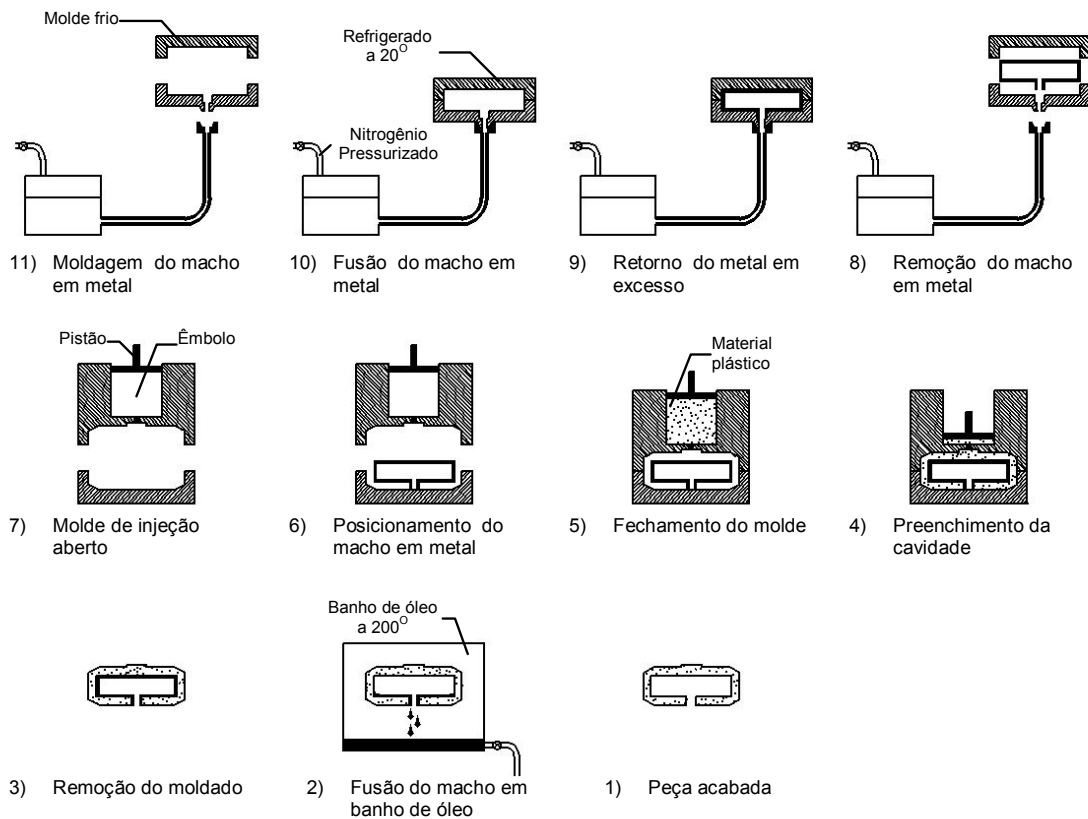 Molde frio
Refrigerado
a 20O
Nitrogênio
Pressurizado
11) Moldagem do macho
em metal
10) Fusão do macho em
metal
9) Retorno do metal em
excesso
8) Remoção do macho
em metal
Pistão
Êmbolo
Material
plástico
7) Molde de injeção
aberto
6) Posicionamento do
macho em metal
5) Fechamento do molde
4) Preenchimento da
cavidade
Banho de óleo
a 200O
3) Remoção do moldado
2) Fusão do macho em
banho de óleo
1) Peça acabada